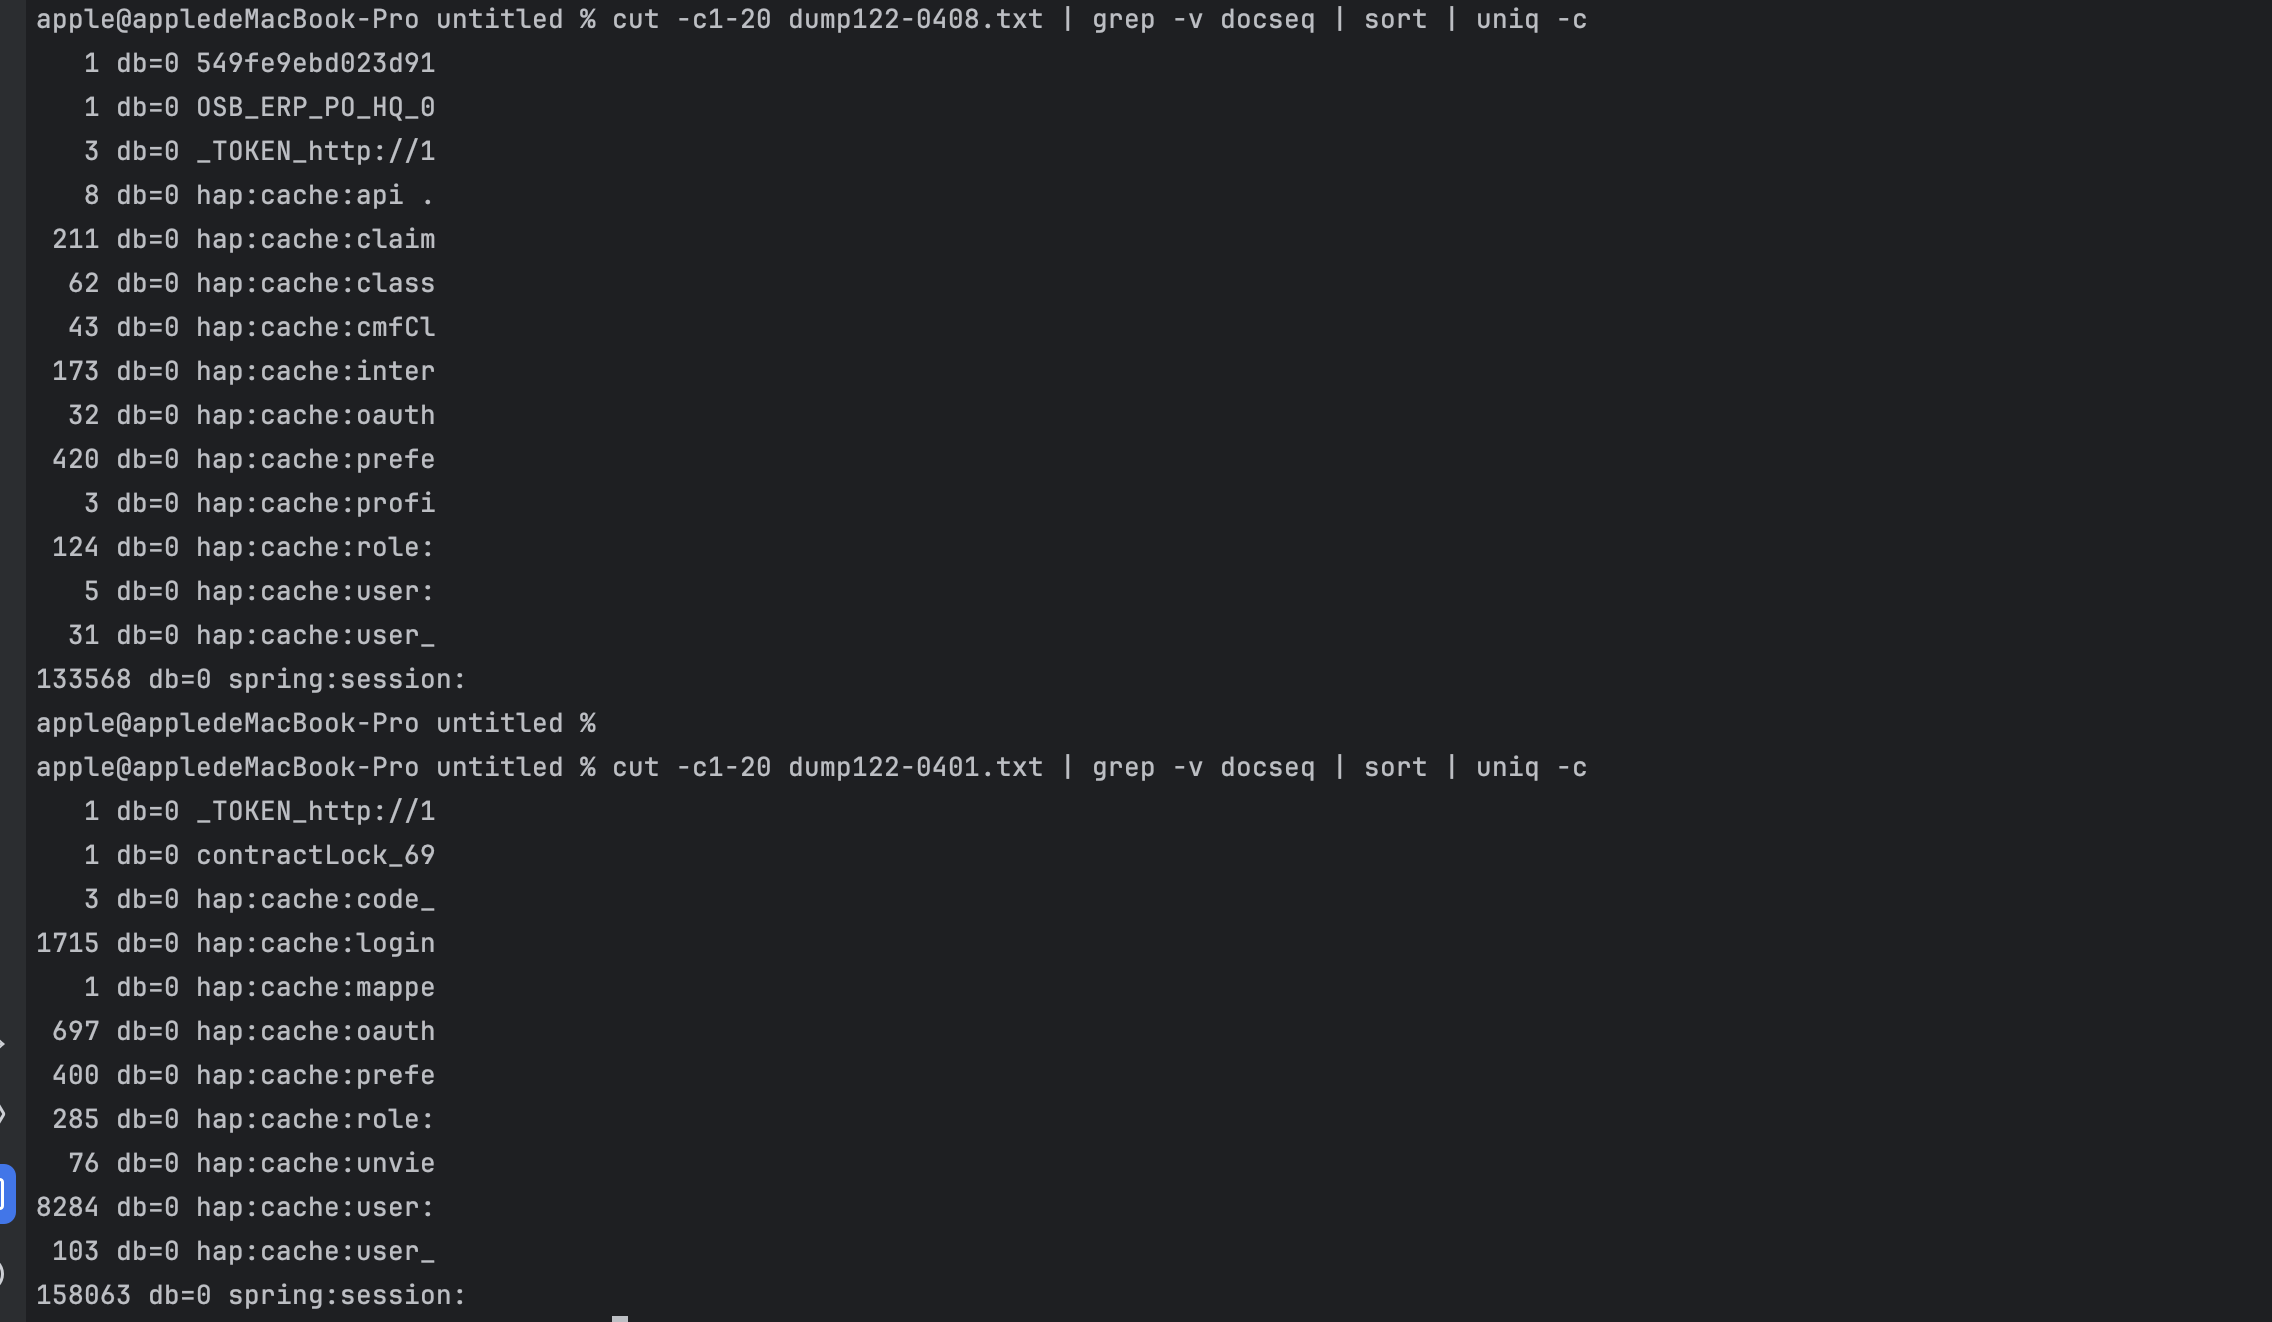 apple@appledeMacBook-Pro untitled % cut -c1-20 dump122-0408.txt | grep -v docseq | sort | uniq -c
   1 db=0 549fe9ebd023d91
   1 db=0 OSB_ERP_PO_HQ_0
   3 db=0 _TOKEN_http://1
   8 db=0 hap:cache:api .
 211 db=0 hap:cache:claim
  62 db=0 hap:cache:class
  43 db=0 hap:cache:cmfCl
 173 db=0 hap:cache:inter
  32 db=0 hap:cache:oauth
 420 db=0 hap:cache:prefe
   3 db=0 hap:cache:profi
 124 db=0 hap:cache:role:
   5 db=0 hap:cache:user:
  31 db=0 hap:cache:user_
133568 db=0 spring:session:
apple@appledeMacBook-Pro untitled %
apple@appledeMacBook-Pro untitled % cut -c1-20 dump122-0401.txt | grep -v docseq | sort | uniq -c
   1 db=0 _TOKEN_http://1
   1 db=0 contractLock_69
   3 db=0 hap:cache:code_
1715 db=0 hap:cache:login
   1 db=0 hap:cache:mappe
 697 db=0 hap:cache:oauth
 400 db=0 hap:cache:prefe
 285 db=0 hap:cache:role:
  76 db=0 hap:cache:unvie
8284 db=0 hap:cache:user:
 103 db=0 hap:cache:user_
158063 db=0 spring:session: